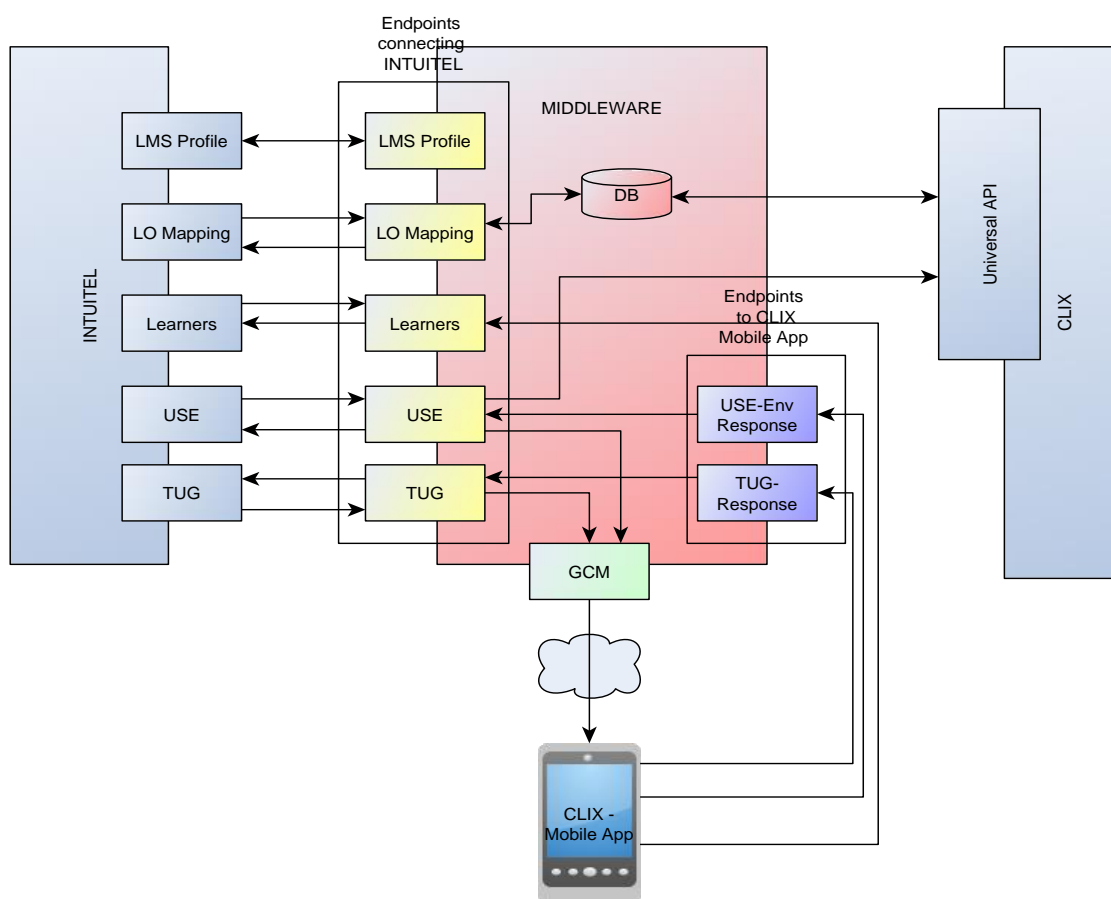 Endpoints
connecting
INTUITEL
MIDDLEWARE
LMS Profile
LMS Profile
DB
LO Mapping
LO Mapping
Universal API
INTUITEL
CLIX
Learners
Learners
Endpoints
to CLIX
Mobile App
USE
USE
USE-Env
Response
TUG
TUG
TUG-
Response
GCM
CLIX -
Mobile App